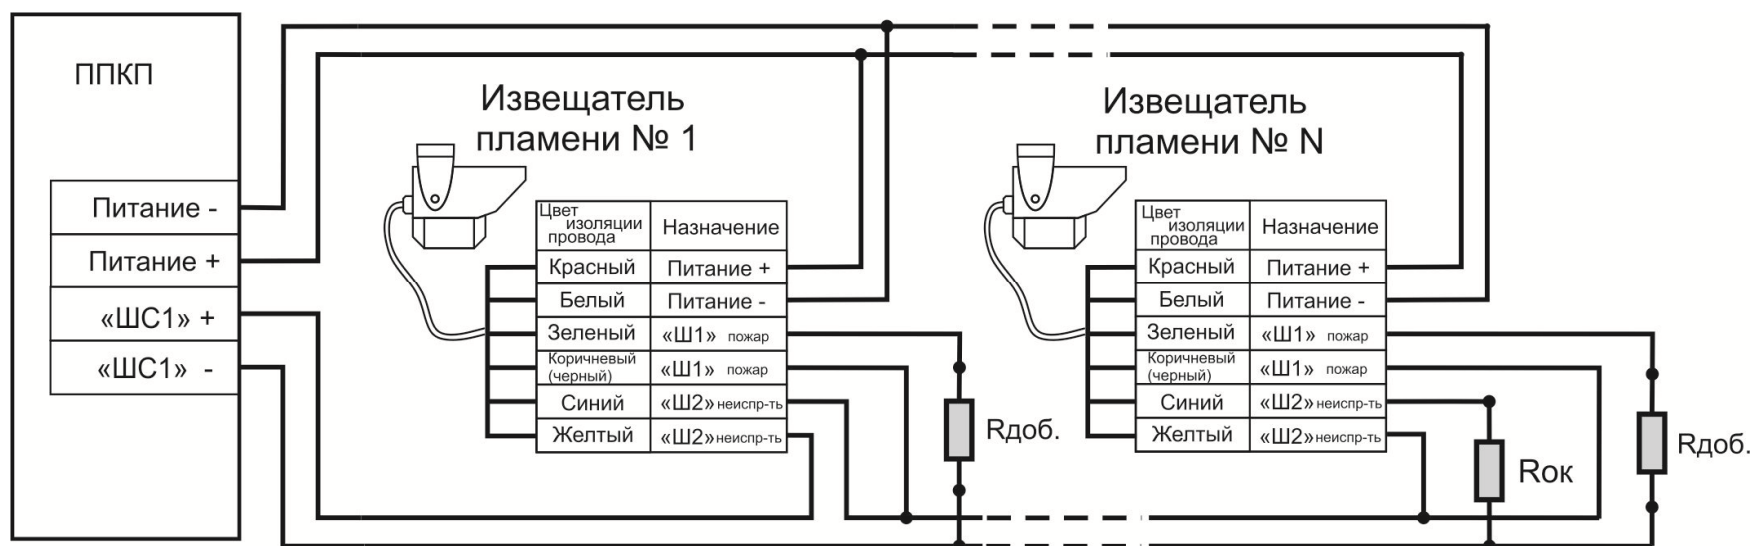 ППКП
Питание -
Питание +
«ШС1» +
«ШС1» -
Извещатель
пламени № 1
Цвет
изоляции
провода
Назначение
Красный Питание +
Белый Питание -
Зеленый «Ш1» пожар
Коричневый
(черный)
«Ш1» пожар
Синий «Ш2» неиспр-ть
Желтый «Ш2» неиспр-ть
Rдоб.
Извещатель
пламени № N
Цвет
изоляции
провода
Назначение
Красный Питание +
Белый Питание -
Зеленый «Ш1» пожар
Коричневый
(черный)
«Ш1» пожар
Синий «Ш2» неиспр-ть
Желтый «Ш2» неиспр-ть
Rок
Rдоб.